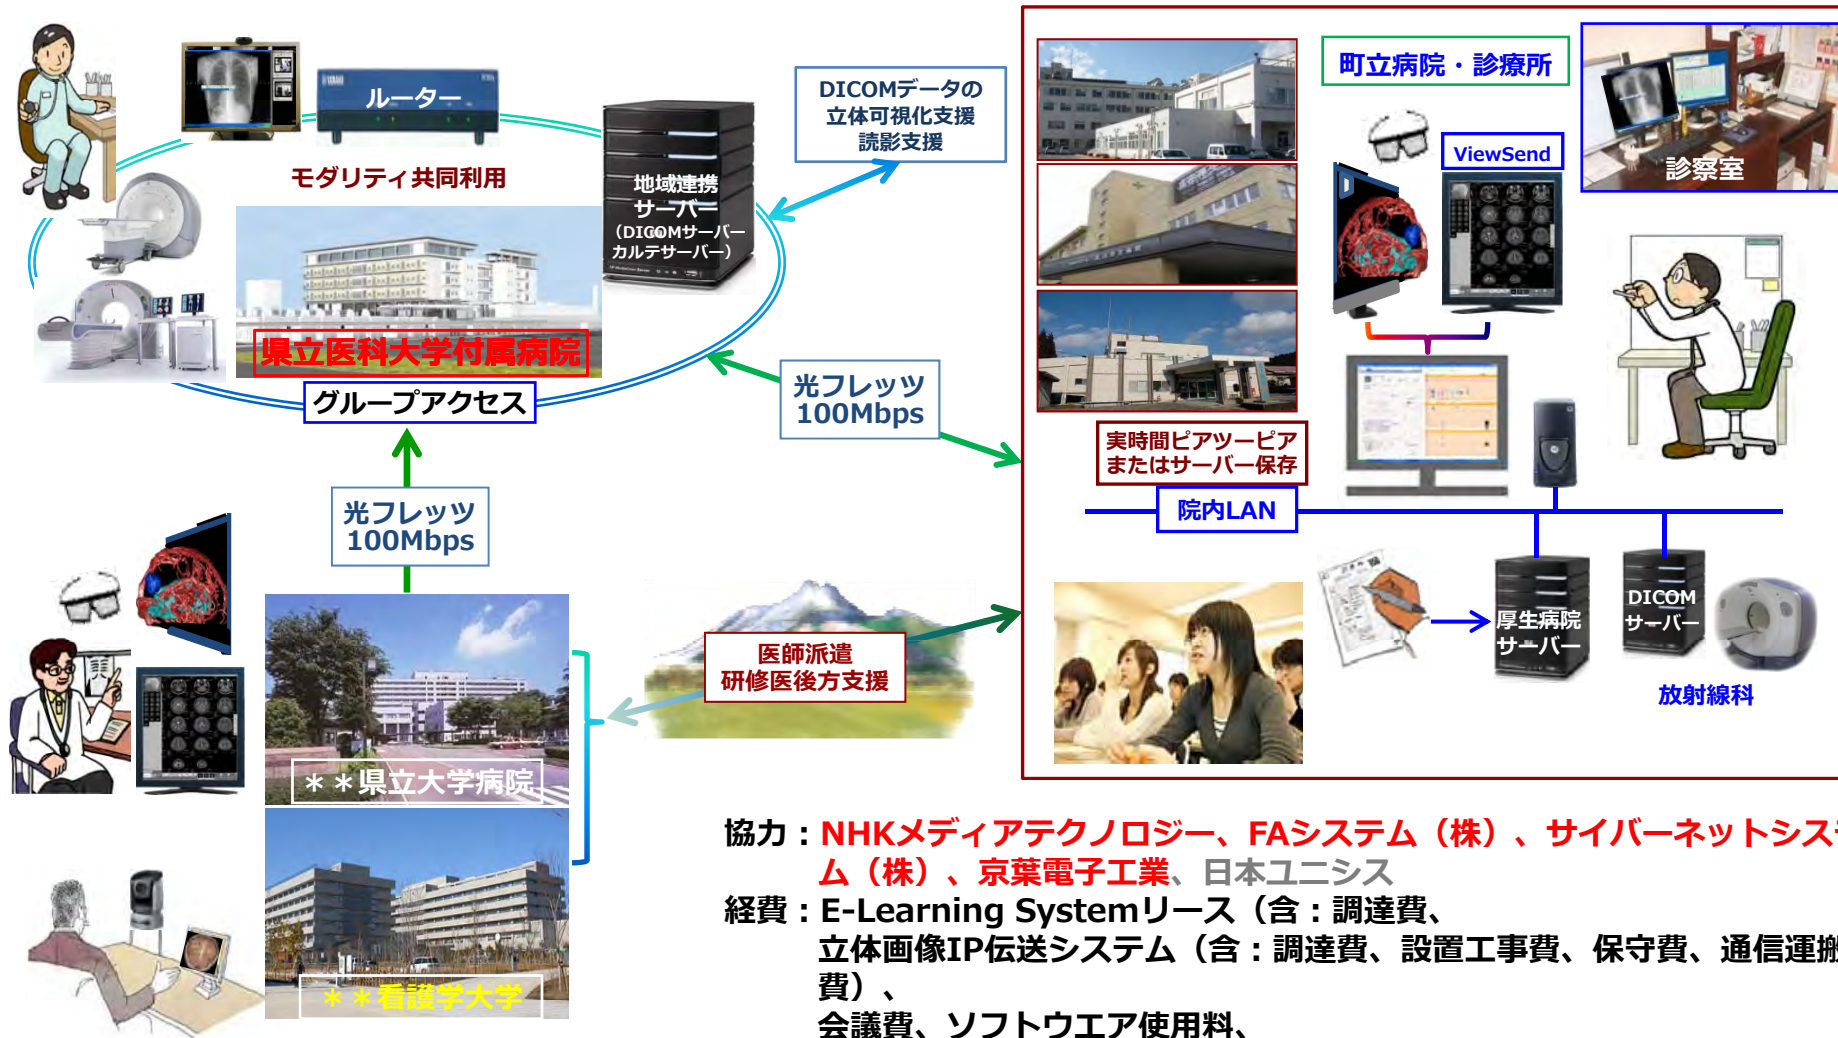 ルーター
モダリティ共同利用
地域連携
サーバー
（DICOMサーバー
カルテサーバー）
県立医科大学付属病院
グループアクセス
DICOMデータの
立体可視化支援
読影支援
光フレッツ
100Mbps
光フレッツ
100Mbps
町立病院・診療所
ViewSend
診察室
実時間ピアツーピア
またはサーバー保存
院内LAN
厚生病院
サーバー
DICOM
サーバー
放射線科
医師派遣
研修医後方支援
＊＊県立大学病院
＊＊看護学大学
協力：NHKメディアテクノロジー、FAシステム（株）、サイバーネットシステ
ム（株）、京葉電子工業、日本ユニシス
経費：E-Learning Systemリース（含：調達費、
立体画像IP伝送システム（含：調達費、設置工事費、保守費、通信運搬
費）、
会議費、ソフトウエア使用料、